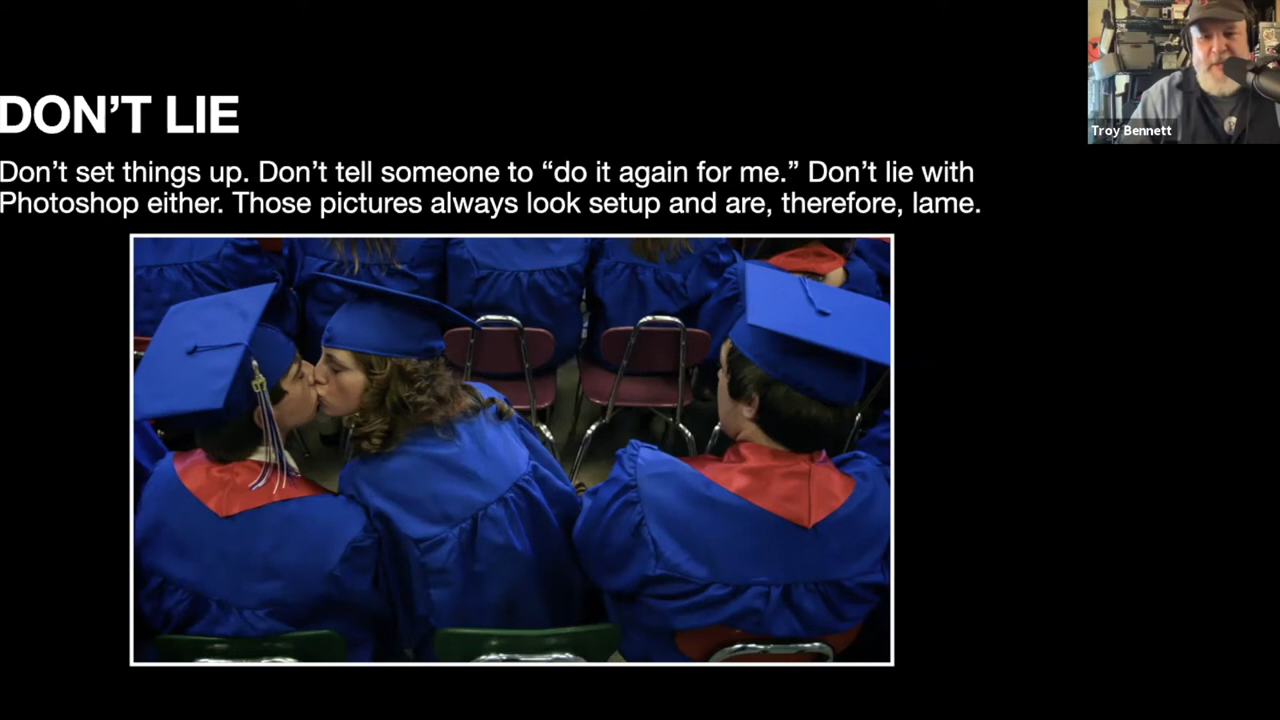 DON’T LIE
Don’t set things up. Don’t tell someone to “do it again for me.” Don’t lie with
Photoshop either. Those pictures always look setup and are, therefore, lame.
Troy Bennett